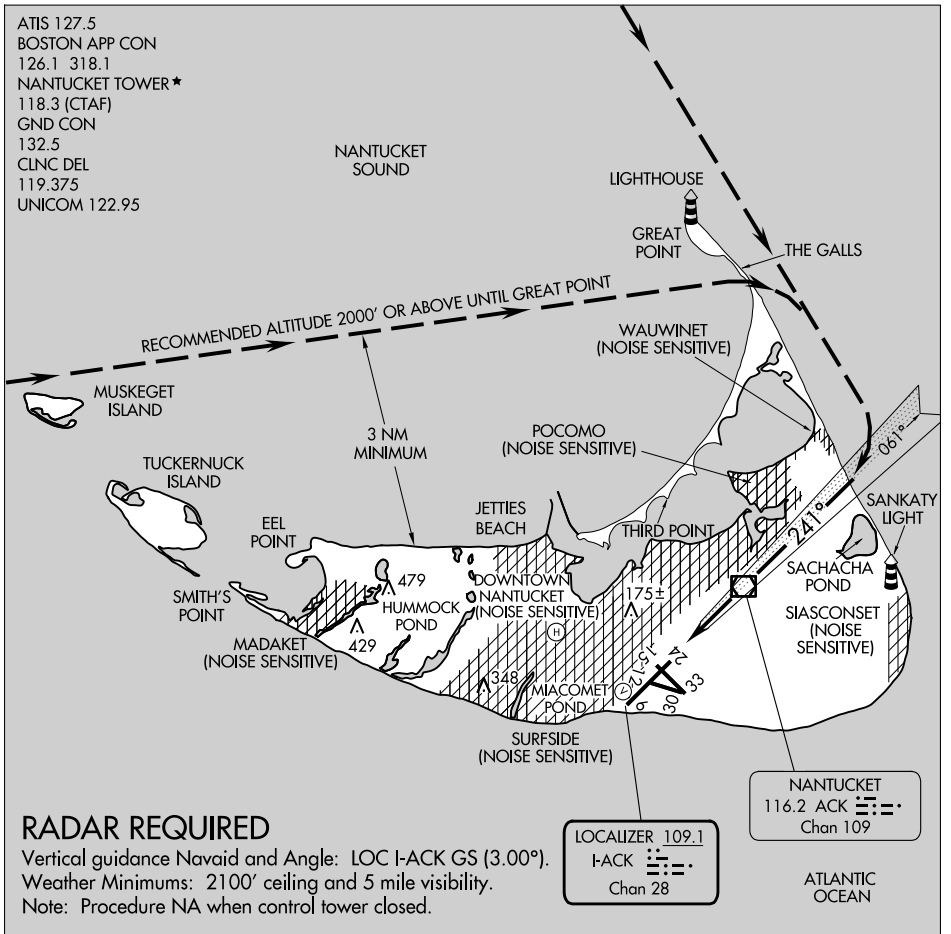 ATIS 127.5
BOSTON APP CON
126.1 318.1
NANTUCKET TOWER★
118.3 (CTAF)
GND CON
132.5
CLNC DEL
119.375
UNICOM 122.95
NANTUCKET
SOUND
LIGHTHOUSE
GREAT
POINT
THE GALLS
RECOMMENDED ALTITUDE 2000' OR ABOVE UNTIL GREAT POINT
WAUWINET
(NOISE SENSITIVE)
MUSKEGET
ISLAND
3 NM
MINIMUM
POCOMO
(NOISE SENSITIVE)
061°
TUCKERNUCK
ISLAND
JETTIES
BEACH
EEL
POINT
THIRD POINT
241°
SANKATY
LIGHT
SACHACHA
POND
479
DOWNTOWN
NANTUCKET
(NOISE SENSITIVE)
175±
SMITH'S
POINT
HUMMOCK
POND
SIASCONSET
(NOISE
SENSITIVE)
MADAKET
(NOISE SENSITIVE)
429
H
348
MIACOMET
POND
V
6
12
15
24
30
33
SURFSIDE
(NOISE SENSITIVE)
NANTUCKET
116.2 ACK
Chan 109
LOCALIZER 109.1
I-ACK
Chan 28
ATLANTIC
OCEAN
RADAR REQUIRED
Vertical guidance Navaid and Angle: LOC I-ACK GS (3.00°).
Weather Minimums: 2100' ceiling and 5 mile visibility.
Note: Procedure NA when control tower closed.